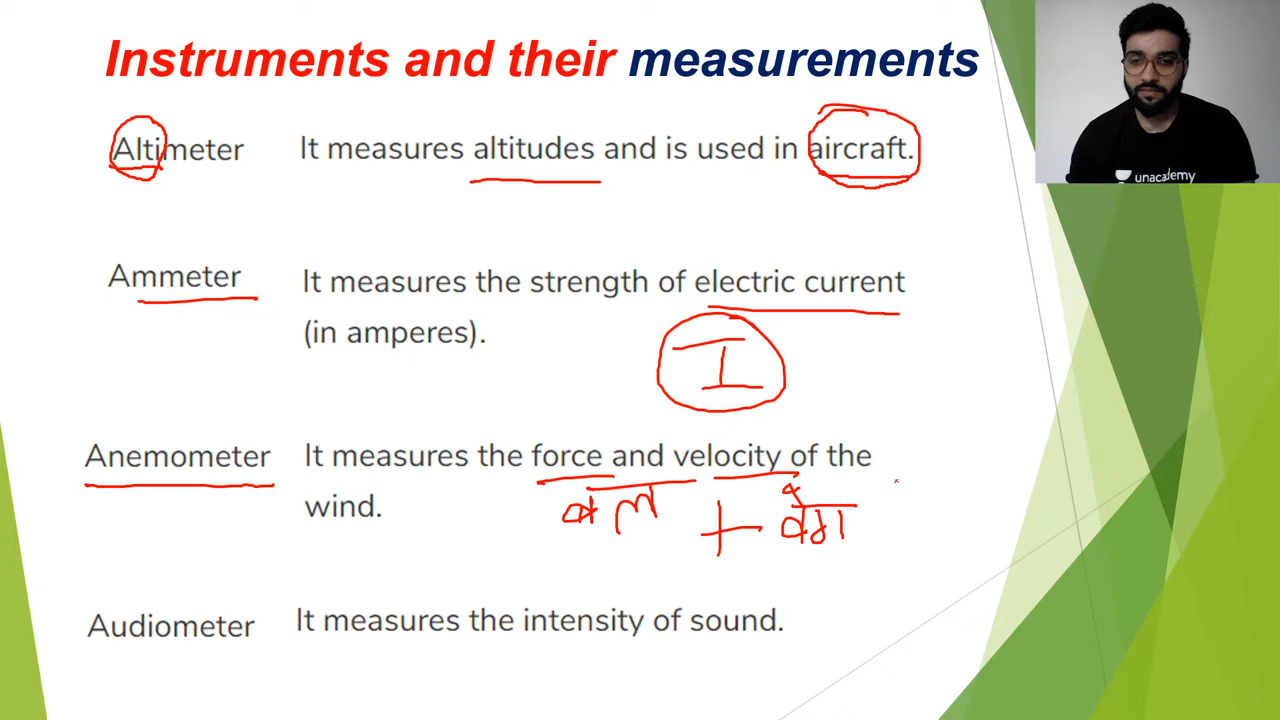 Instruments and their measurements
unacademy
Altimeter It measures altitudes and is used in aircraft.
Ammeter It measures the strength of electric current
(in amperes).
I
Anemometer It measures the force and velocity of the
wind.
+
Audiometer It measures the intensity of sound.